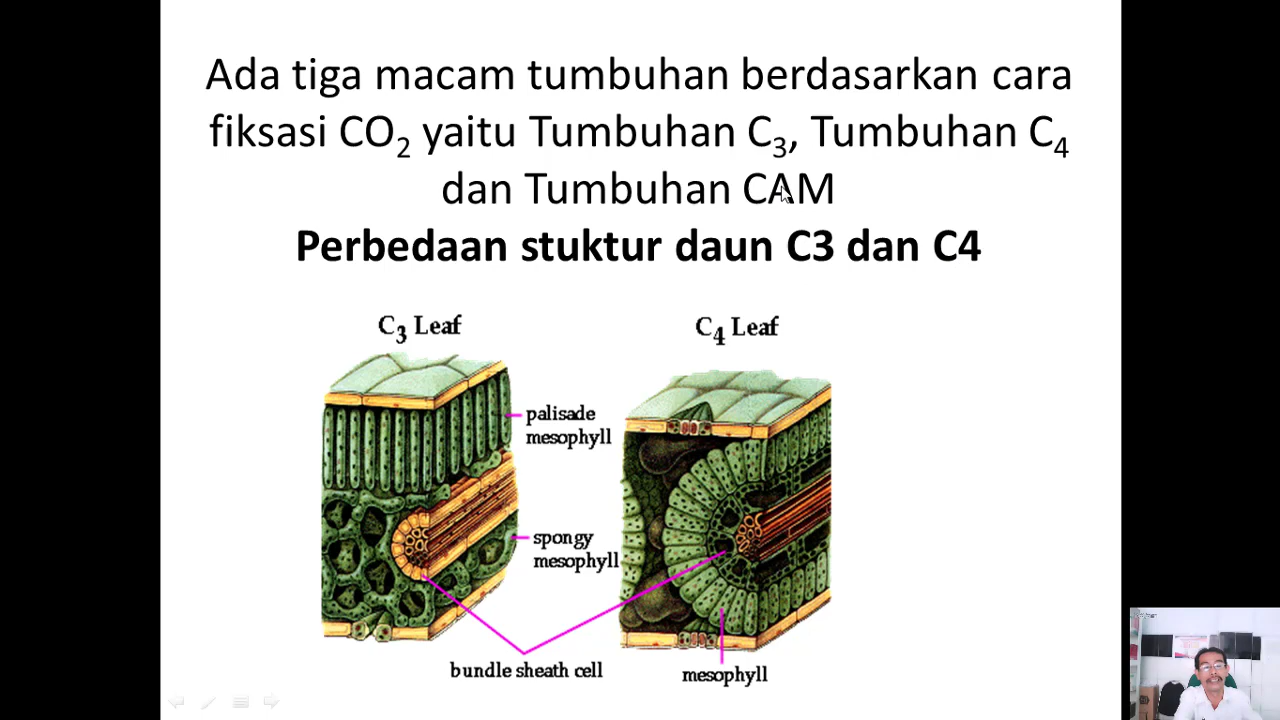 Ada tiga macam tumbuhan berdasarkan cara
fiksasi CO₂ yaitu Tumbuhan C₃, Tumbuhan C₄
dan Tumbuhan CAM
Perbedaan stuktur daun C3 dan C4
C₃ Leaf
C₄ Leaf
palisade
mesophyll
spongy
mesophyll
bundle sheath cell
mesophyll